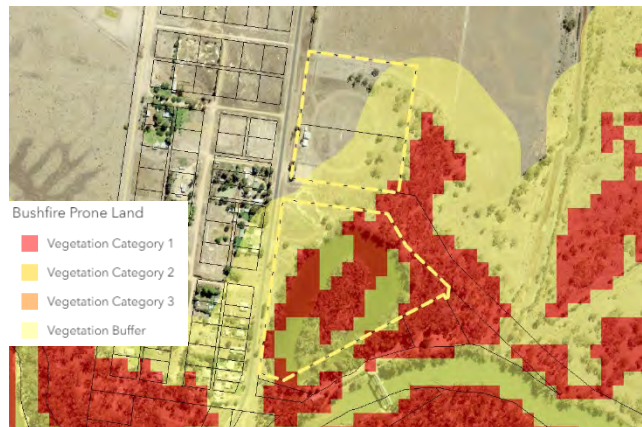 Bushfire Prone Land
Vegetation Category 1
Vegetation Category 2
Vegetation Category 3
Vegetation Buffer